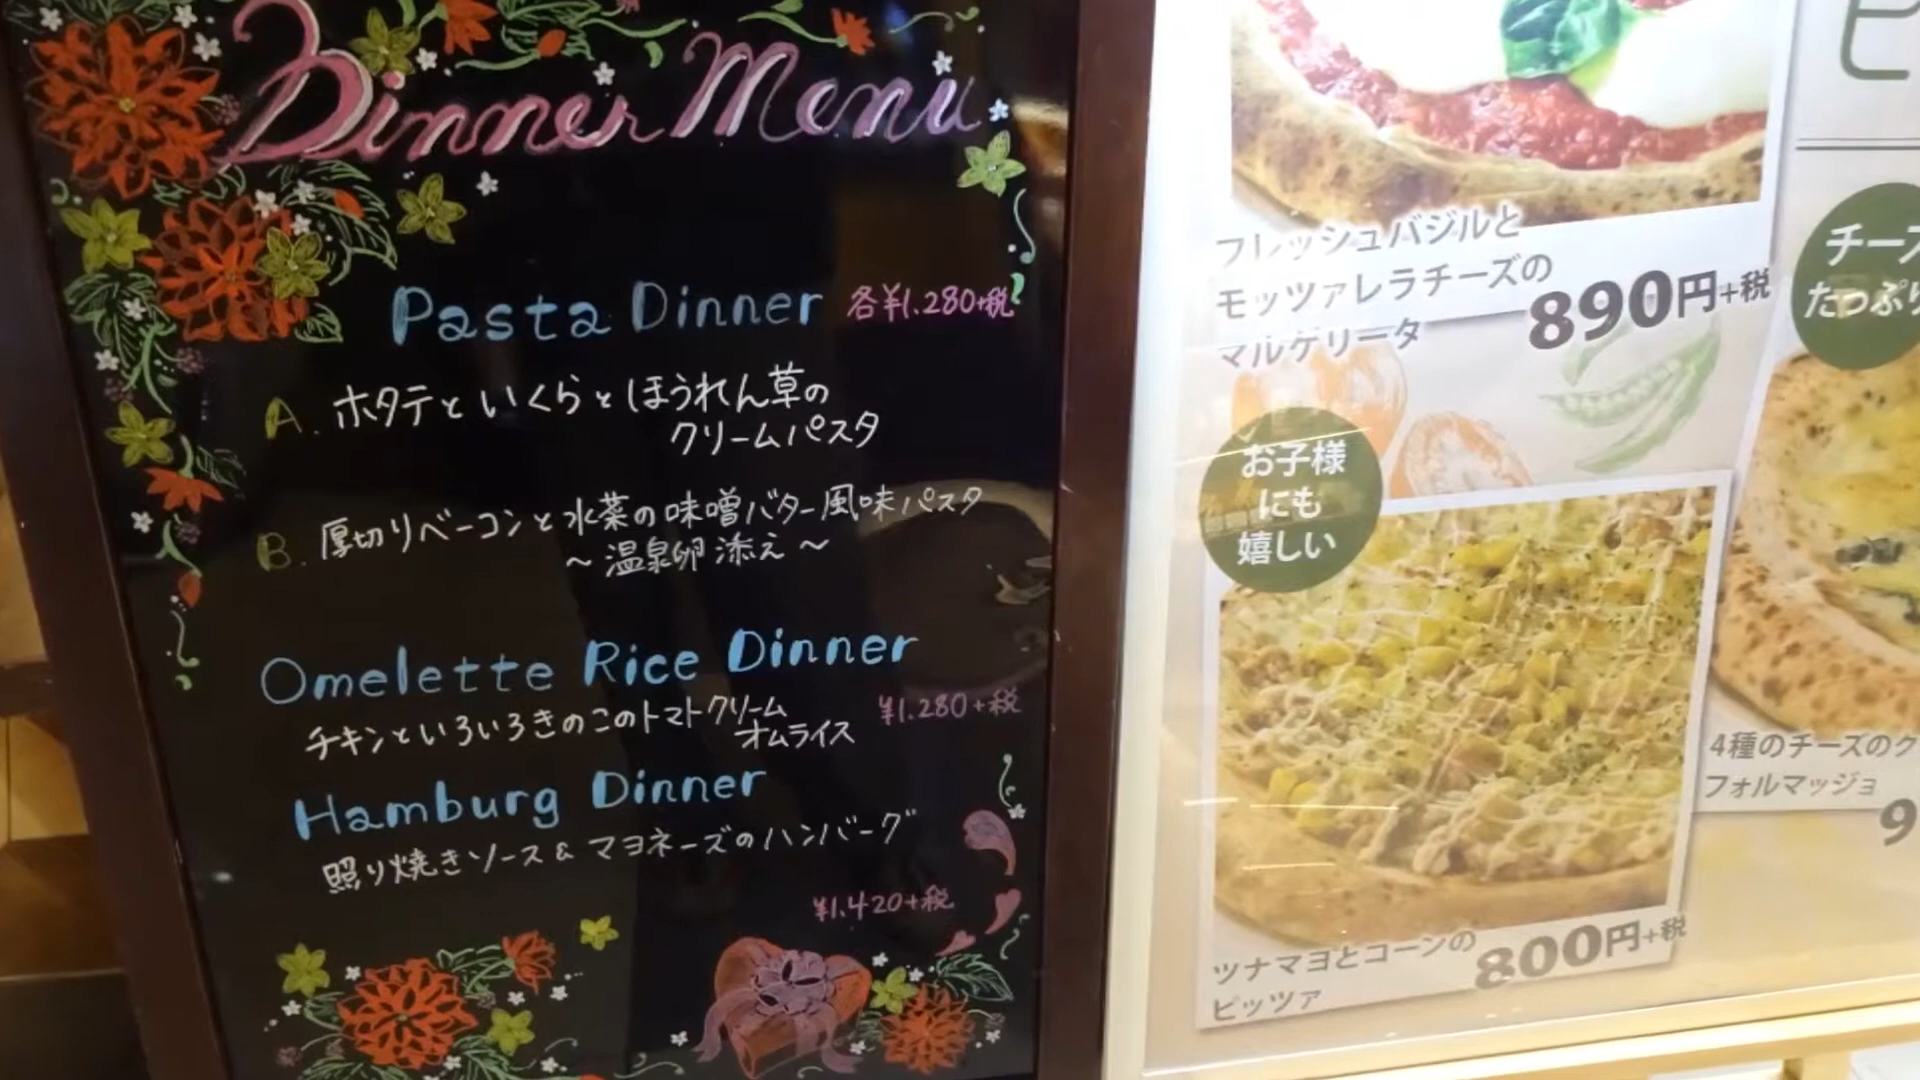 Dinner Menu
Pasta Dinner 各¥1.280+税
A. ホタテといくらとほうれん草の
クリームパスタ
B. 厚切りベーコンと水菜の味噌バター風味パスタ
～温泉卵添え～
Omelette Rice Dinner
チキンといろいろきのこのトマトクリーム
オムライス
¥1.280+税
Hamburg Dinner
照り焼きソース&マヨネーズのハンバーグ
¥1.420+税
フレッシュバジルと
モッツァレラチーズの
マルゲリータ
890円+税
お子様
にも
嬉しい
ツナマヨとコーンの
ピッツァ
800円+税
ピ
チーズ
たっぷり
4種のチーズのク
フォルマッジョ
9